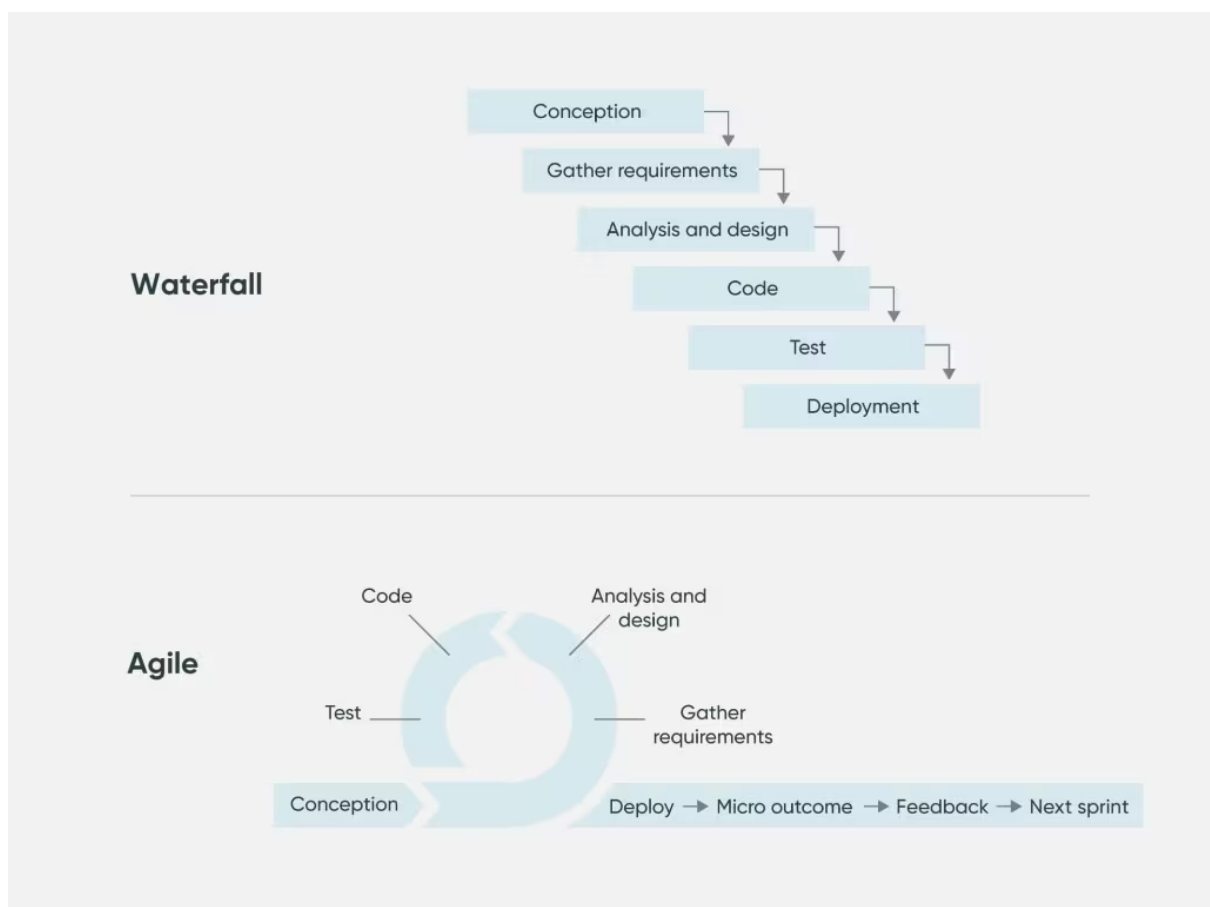 Conception
Gather requirements
Analysis and design
Waterfall
Code
Test
Deployment
Code
Analysis and
design
Agile
Test
Gather
requirements
Conception
Deploy → Micro outcome → Feedback → Next sprint